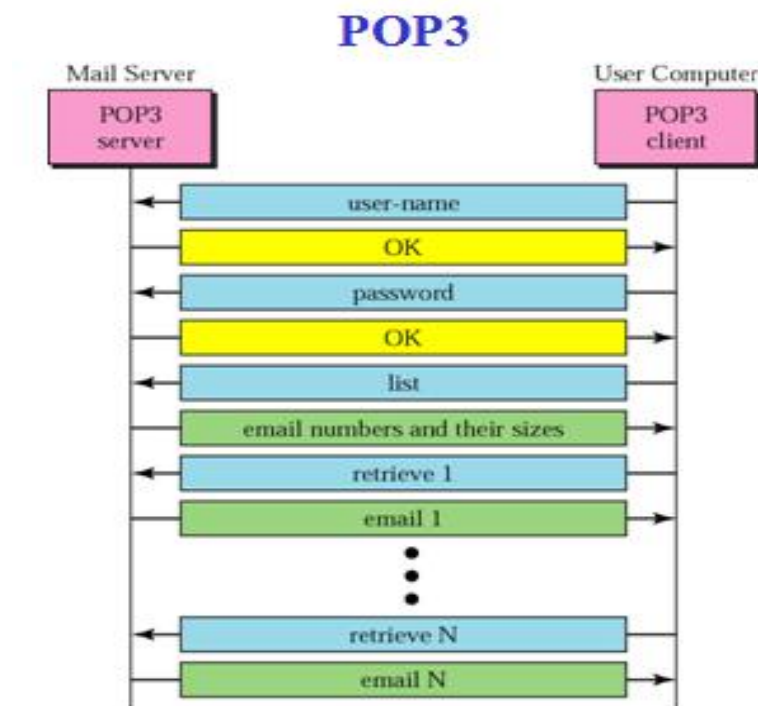 POP3
Mail Server
User Computer
POP3
server
POP3
client
user-name
OK
password
OK
list
email numbers and their sizes
retrieve 1
email 1
retrieve N
email N